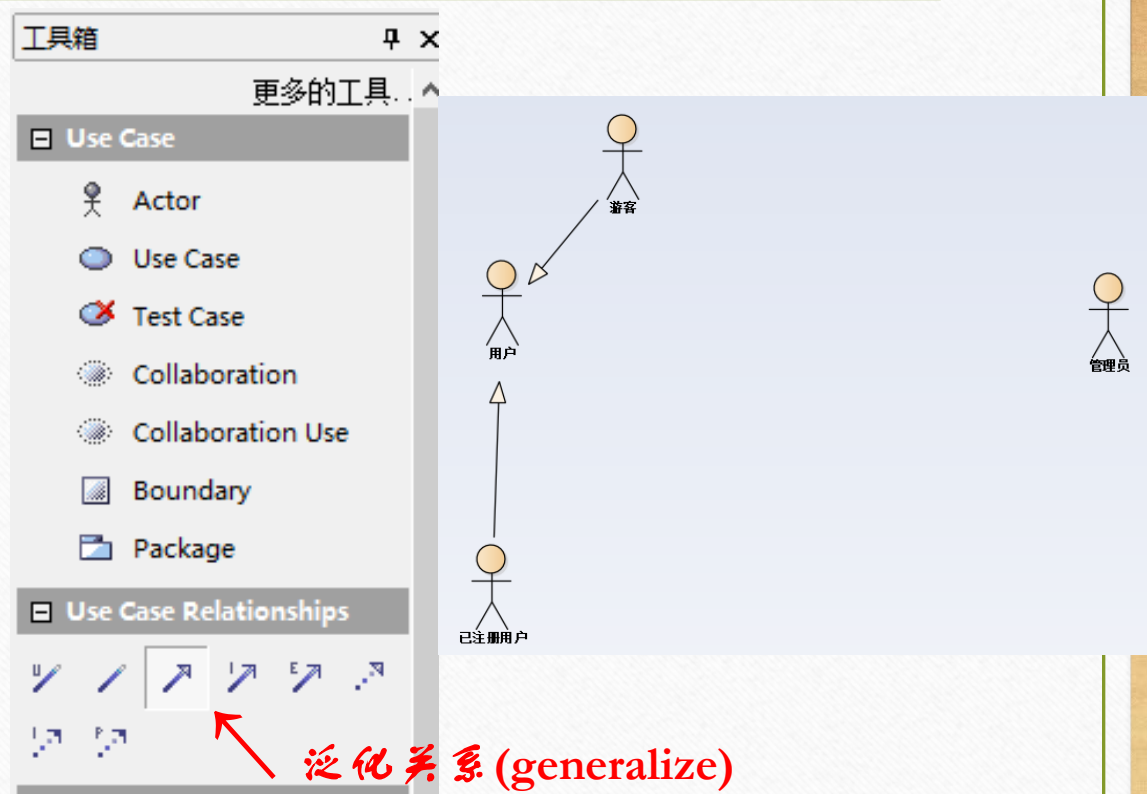 工具箱
更多的工具..
Use Case
Actor
Use Case
Test Case
Collaboration
Collaboration Use
Boundary
Package
Use Case Relationships
U
I
E
I
P
游客
用户
管理员
已注册用户
泛化关系(generalize)